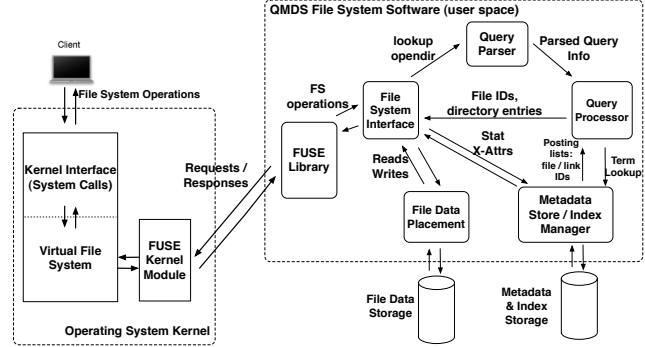 QMDS File System Software (user space)
Client
File System Operations
Kernel Interface
(System Calls)
Virtual File
System
FUSE
Kernel
Module
Operating System Kernel
Requests /
Responses
FUSE
Library
FS
operations
File
System
Interface
lookup
opendir
Query
Parser
Parsed Query
Info
Query
Processor
File IDs,
directory entries
Stat
X-Attrs
Posting
lists:
file / link
IDs
Term
Lookup
Reads
Writes
File Data
Placement
Metadata
Store / Index
Manager
File Data
Storage
Metadata
& Index
Storage